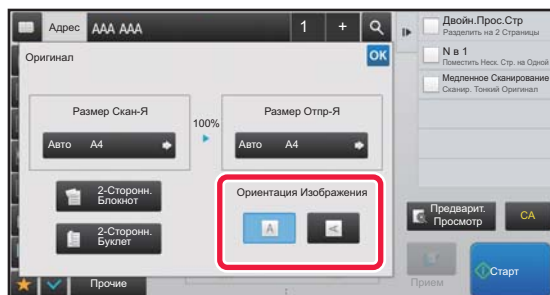 Адрес AAA AAA 1 +
Оригинал
OK
Размер Скан-Я
100%
Размер Отпр-Я
Авто A4
Авто A4
2-Сторонн.
Блокнот
2-Сторонн.
Буклет
Ориентация Изображения
A
A
Прочие
Двойн.Прос.Стр
Разделить на 2 Страницы
N в 1
Поместить Неск. Стр. на Одной
Медленное Сканирование
Сканир. Тонкий Оригинал
Предварит.
Просмотр
CA
Прием
Старт